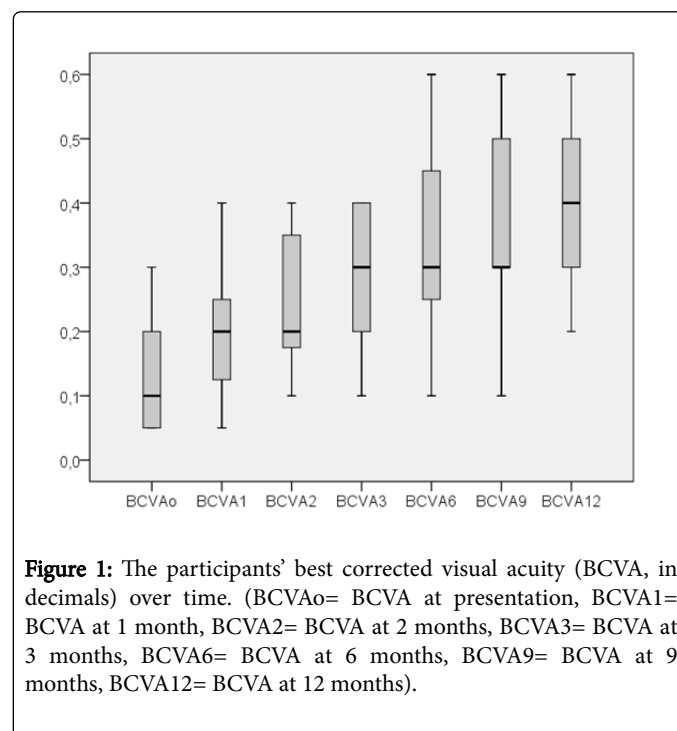 0,6
0,5
0,4
0,3
0,2
0,1
0,0
BCVAo BCVA1 BCVA2 BCVA3 BCVA6 BCVA9 BCVA12
Figure 1: The participants’ best corrected visual acuity (BCVA, in
decimals) over time. (BCVAo= BCVA at presentation, BCVA1=
BCVA at 1 month, BCVA2= BCVA at 2 months, BCVA3= BCVA at
3 months, BCVA6= BCVA at 6 months, BCVA9= BCVA at 9
months, BCVA12= BCVA at 12 months).